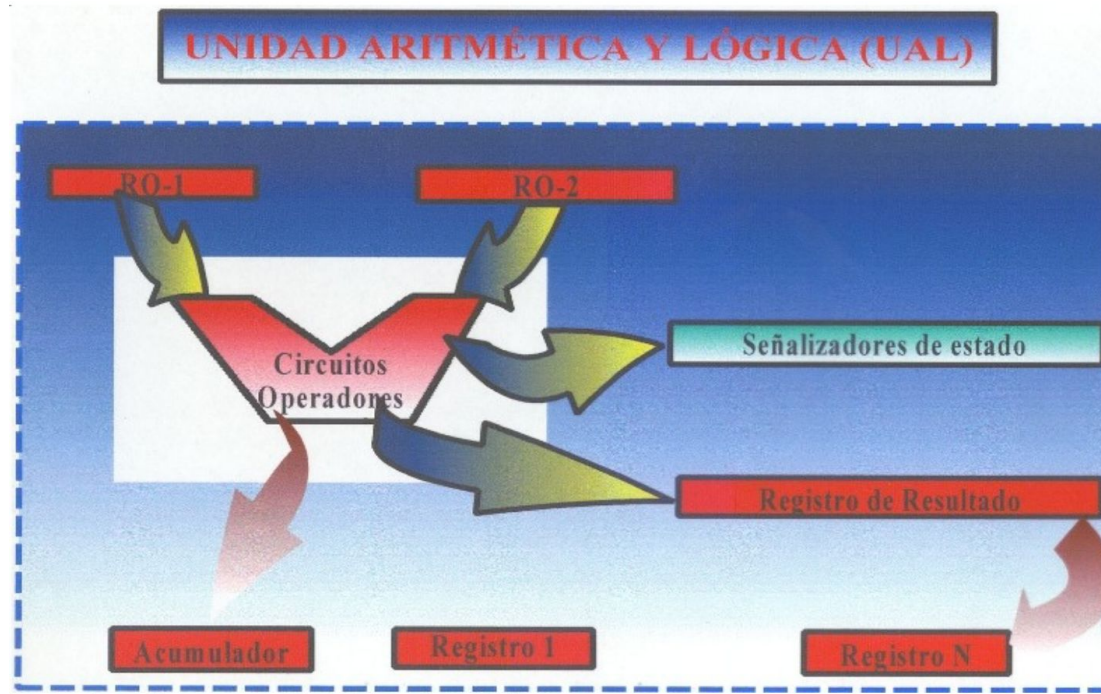 UNIDAD ARITMÉTICA Y LÓGICA (UAL)
RO-1
RO-2
Circuitos
Operadores
Señalizadores de estado
Registro de Resultado
Acumulador
Registro 1
Registro N